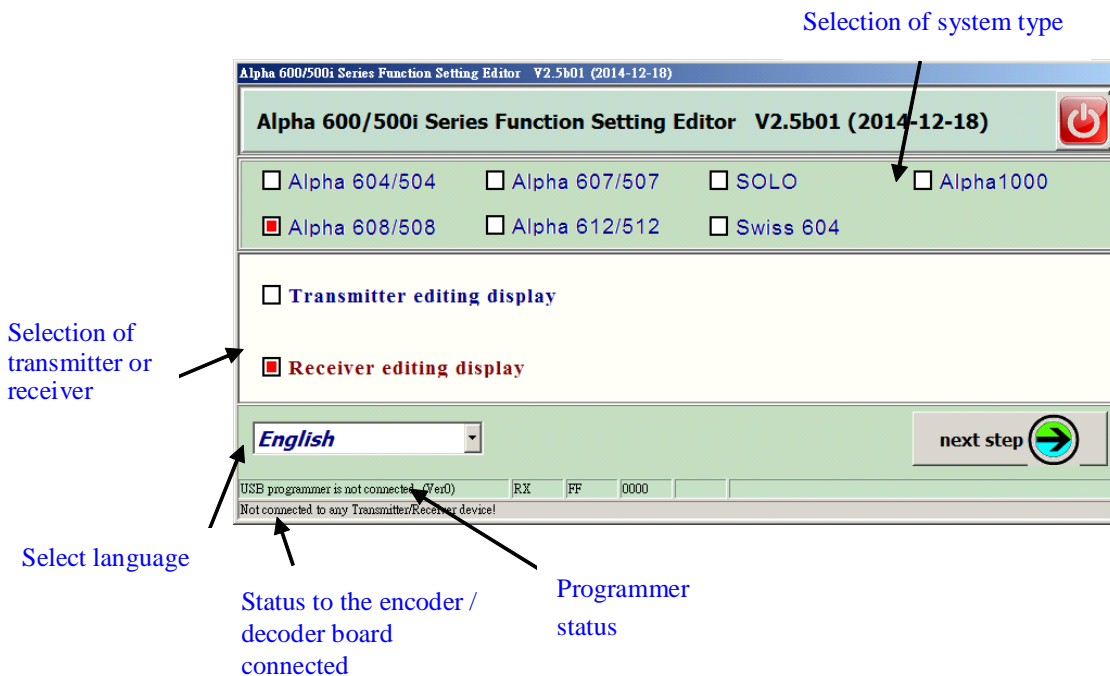 Selection of system type
Alpha 600/500i Series Function Setting Editor V2.5b01 (2014-12-18)
Alpha 600/500i Series Function Setting Editor V2.5b01 (2014-12-18)
Alpha 604/504 Alpha 607/507 SOLO Alpha1000
Alpha 608/508 Alpha 612/512 Swiss 604
Transmitter editing display
Selection of
transmitter or
receiver
Receiver editing display
English
next step
USB programmer is not connected. (Ver0) RX FF 0000
Not connected to any Transmitter/Receiver device!
Select language
Status to the encoder /
decoder board
connected
Programmer
status